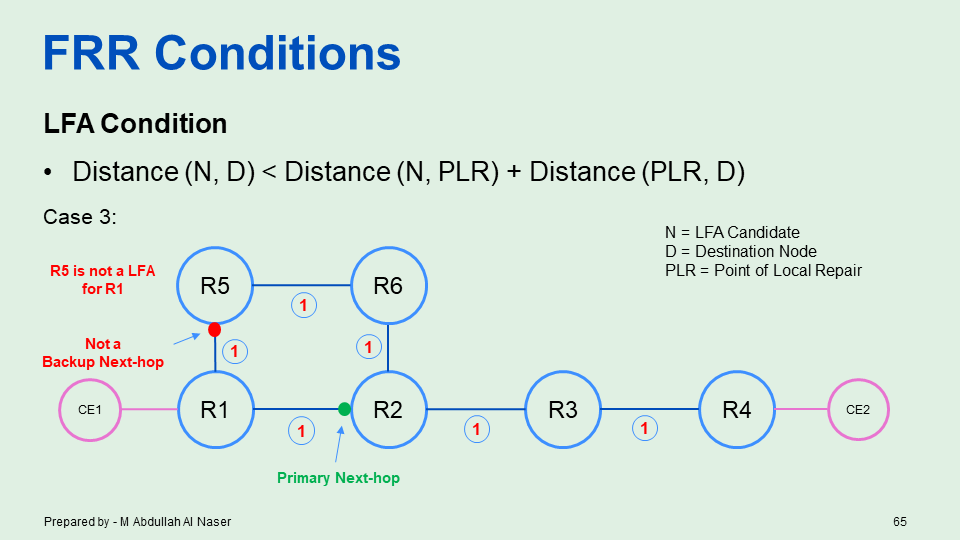 FRR Conditions
LFA Condition
• Distance (N, D) < Distance (N, PLR) + Distance (PLR, D)
Case 3:
N = LFA Candidate
D = Destination Node
PLR = Point of Local Repair
R5 is not a LFA
for R1
R5
R6
1
Not a
Backup Next-hop
1
1
CE1
R1
R2
R3
R4
CE2
1
1
1
Primary Next-hop
Prepared by - M Abdullah Al Naser
65